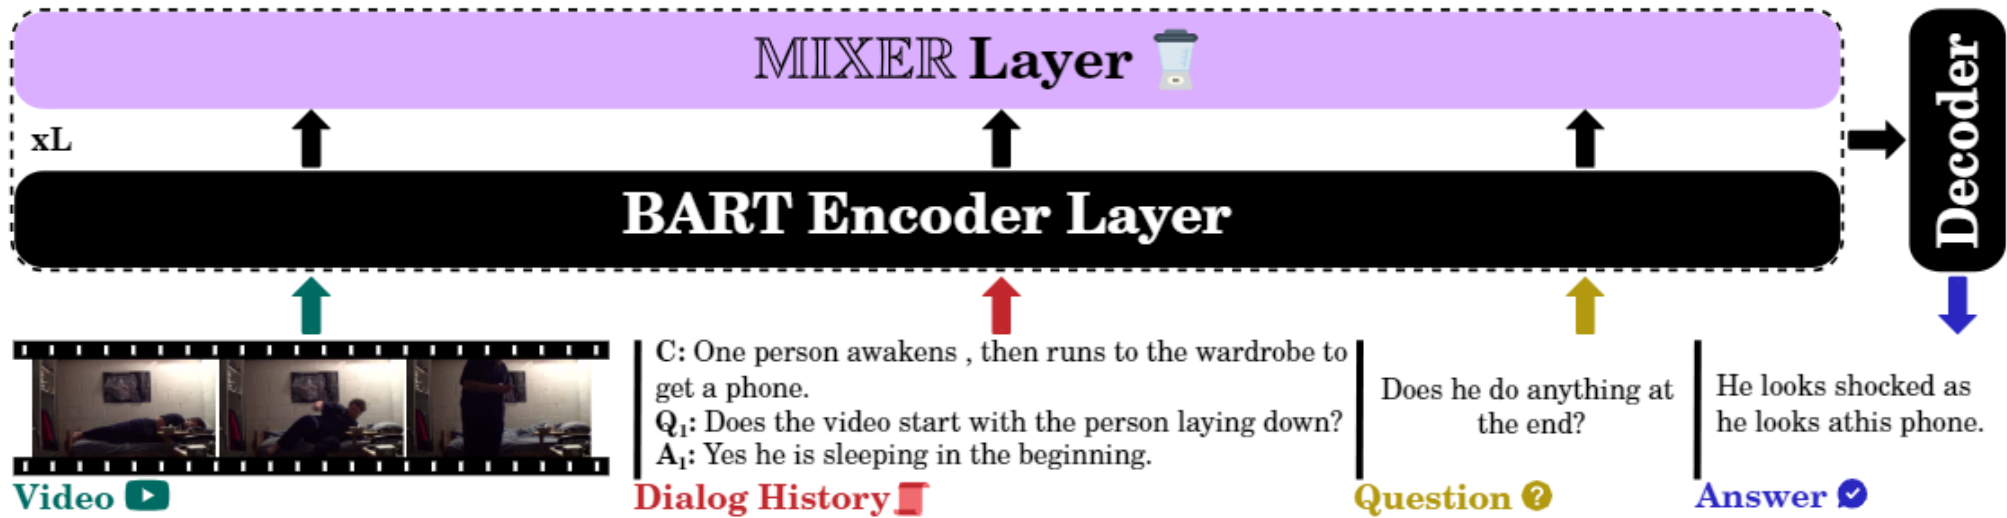 MIXER Layer
xL
BART Encoder Layer
Decoder
C: One person awakens , then runs to the wardrobe to
get a phone.
Q₁: Does the video start with the person laying down?
A₁: Yes he is sleeping in the beginning.
Does he do anything at
the end?
He looks shocked as
he looks athis phone.
Video
Dialog History
Question ?
Answer